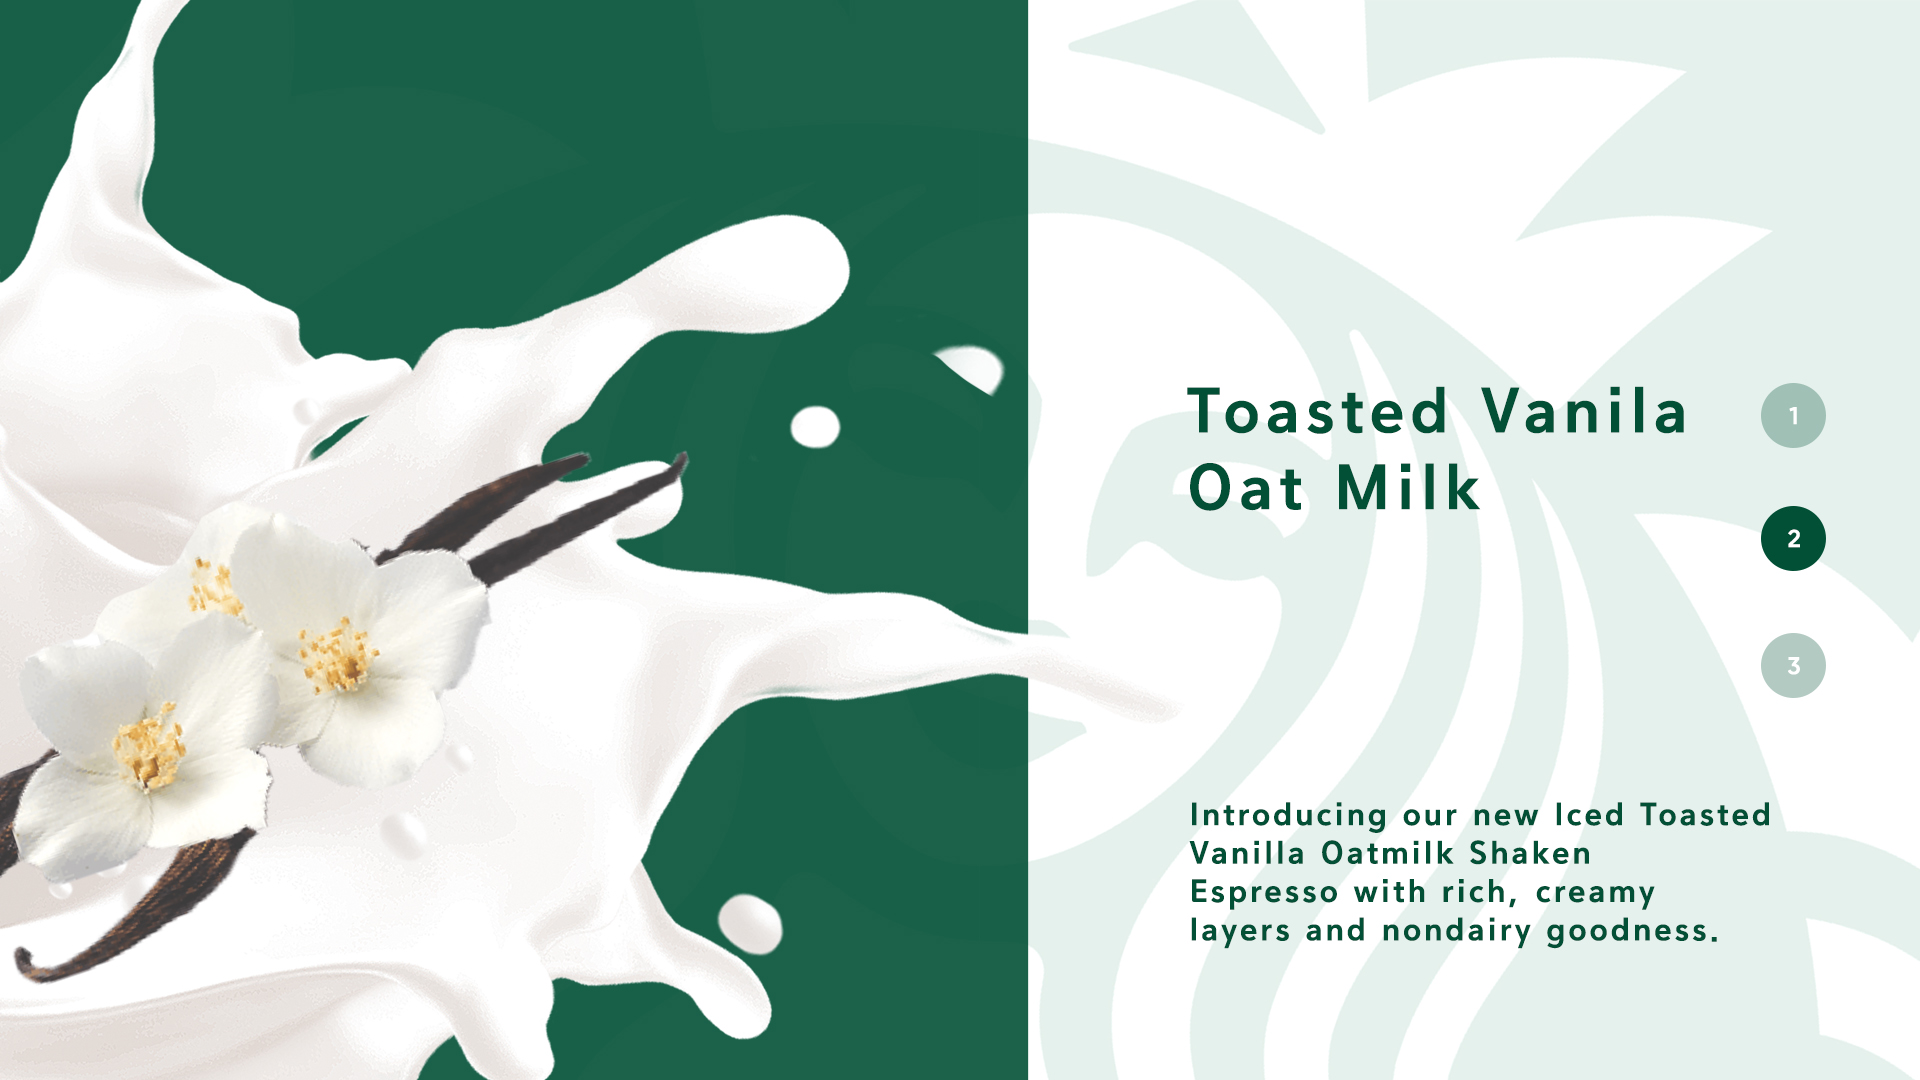 Toasted Vanila
Oat Milk
1
2
3
Introducing our new Iced Toasted
Vanilla Oatmilk Shaken
Espresso with rich, creamy
layers and nondairy goodness.